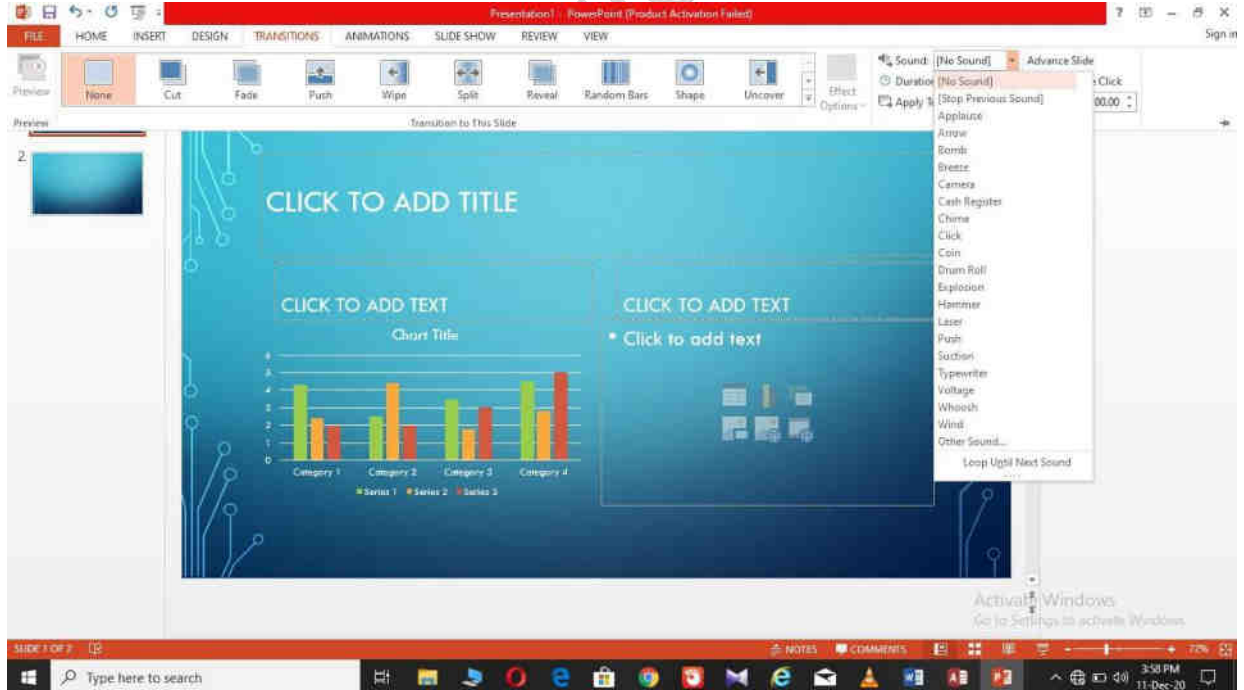 Presentation1 - PowerPoint (Product Activation Failed)
FILE HOME INSERT DESIGN TRANSITIONS ANIMATIONS SLIDE SHOW REVIEW VIEW Sign in
Preview None Cut Fade Push Wipe Split Reveal Random Bars Shape Uncover Effect Options
Sound: [No Sound] Advance Slide
Duration Click
Apply T 00.00
Preview Transition to This Slide
[No Sound]
[Stop Previous Sound]
Applause
Arrow
Bomb
Breeze
Camera
Cash Register
Chime
Click
Coin
Drum Roll
Explosion
Hammer
Laser
Push
Suction
Typewriter
Voltage
Whoosh
Wind
Other Sound...
Loop Until Next Sound
2
CLICK TO ADD TITLE
CLICK TO ADD TEXT
CLICK TO ADD TEXT
Chart Title
• Click to add text
6
5
4
3
2
1
0
Category 1 Category 2 Category 3 Category 4
Series 1 Series 2 Series 3
Activate Windows
Go to Settings to activate Windows.
SLIDE 1 OF 2 NOTES COMMENTS 72%
Type here to search
3:58 PM
11-Dec-20